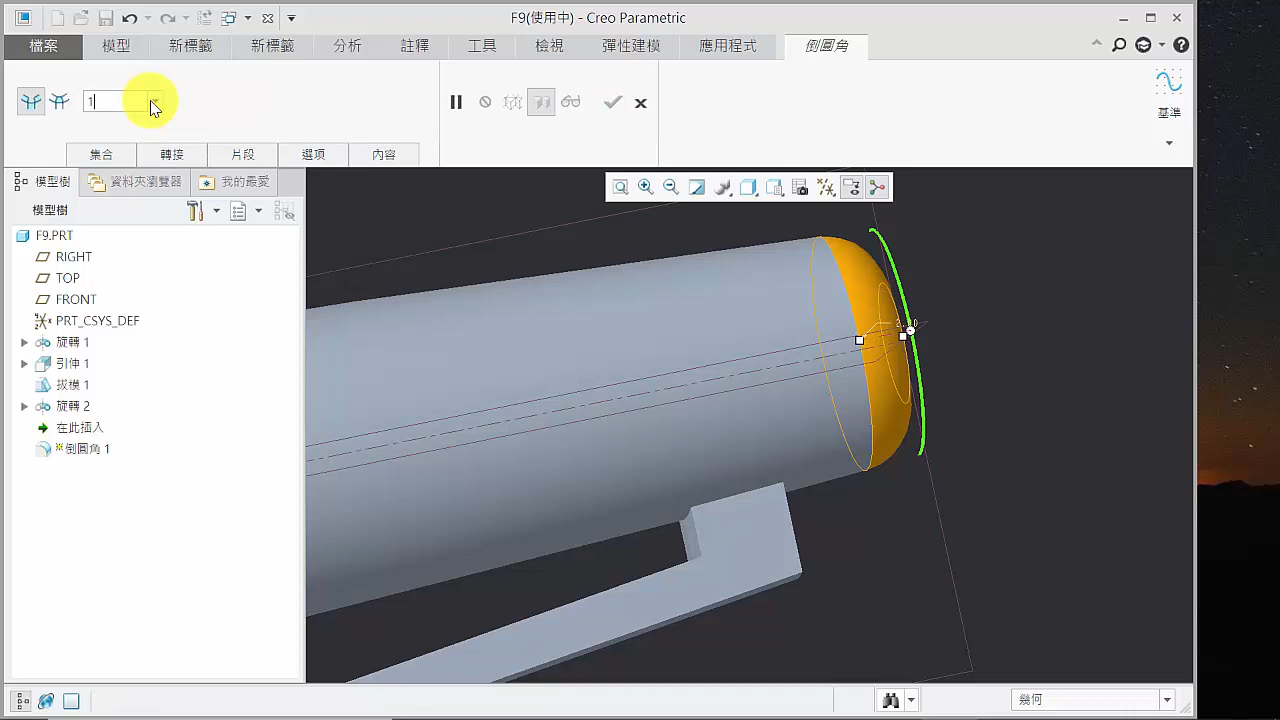 F9(使用中) - Creo Parametric
檔案 模型 新標籤 新標籤 分析 註釋 工具 檢視 彈性建模 應用程式 倒圓角
1
基準
集合 轉接 片段 選項 內容
模型樹 資料夾瀏覽器 我的最愛
模型樹
F9.PRT
RIGHT
TOP
FRONT
PRT_CSYS_DEF
旋轉 1
引伸 1
拔模 1
旋轉 2
在此插入
倒圓角 1
幾何